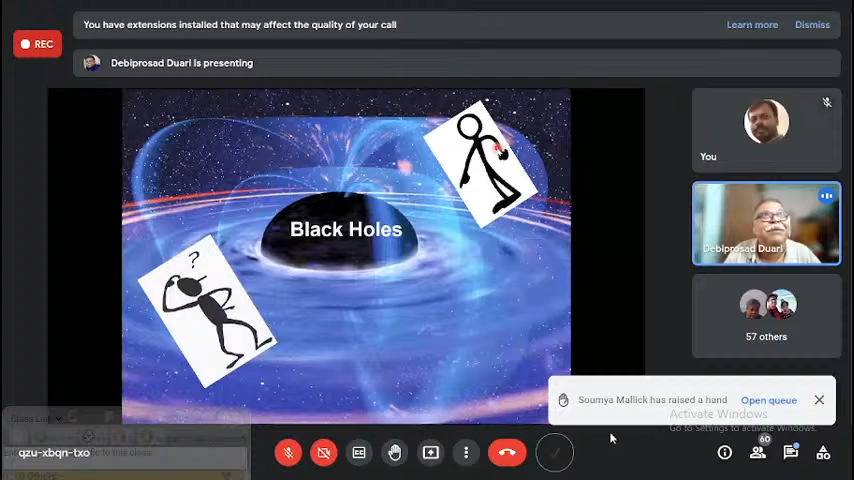 You have extensions installed that may affect the quality of your call
Learn more
Dismiss
REC
Debiprosad Duari is presenting
You
Black Holes
?
Debiprosad Duari
57 others
Soumya Mallick has raised a hand
Open queue
Activate Windows
Go to Settings to activate Windows.
Class List
qzu-xbqn-txo
60